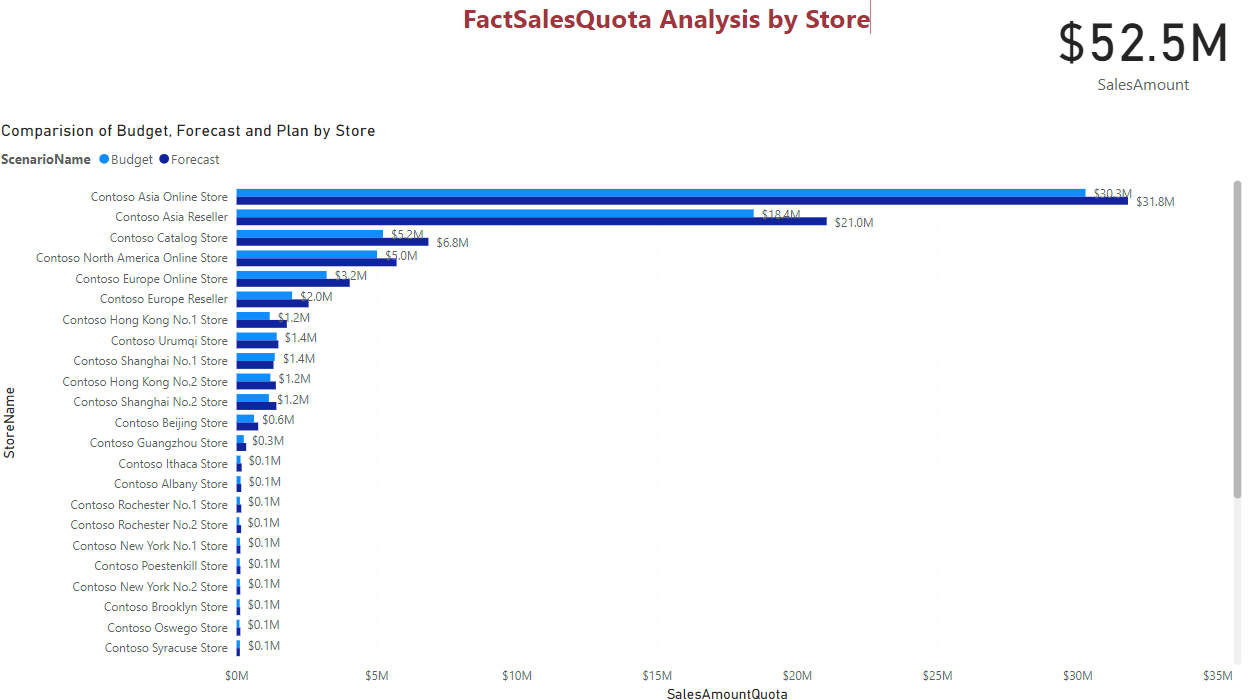 FactSalesQuota Analysis by Store
$52.5M
SalesAmount
Comparision of Budget, Forecast and Plan by Store
ScenarioName Budget Forecast
StoreName
Contoso Asia Online Store $30.3M $31.8M
Contoso Asia Reseller $18.4M $21.0M
Contoso Catalog Store $5.2M $6.8M
Contoso North America Online Store $5.0M
Contoso Europe Online Store $3.2M
Contoso Europe Reseller $2.0M
Contoso Hong Kong No.1 Store $1.2M
Contoso Urumqi Store $1.4M
Contoso Shanghai No.1 Store $1.4M
Contoso Hong Kong No.2 Store $1.2M
Contoso Shanghai No.2 Store $1.2M
Contoso Beijing Store $0.6M
Contoso Guangzhou Store $0.3M
Contoso Ithaca Store $0.1M
Contoso Albany Store $0.1M
Contoso Rochester No.1 Store $0.1M
Contoso Rochester No.2 Store $0.1M
Contoso New York No.1 Store $0.1M
Contoso Poestenkill Store $0.1M
Contoso New York No.2 Store $0.1M
Contoso Brooklyn Store $0.1M
Contoso Oswego Store $0.1M
Contoso Syracuse Store $0.1M
$0M $5M $10M $15M $20M $25M $30M $35M
SalesAmountQuota